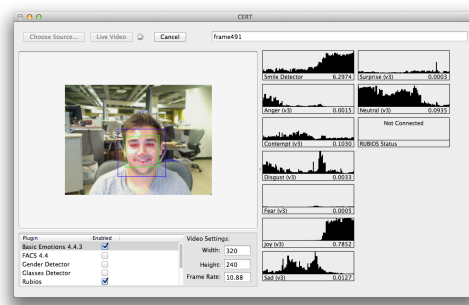 CERT
Choose Source... Live Video Cancel frame491
Smile Detector 6.2974 Surprise (v3) 0.0003
Anger (v3) 0.0015 Neutral (v3) 0.0935
Not Connected
Contempt (v3) 0.1030 RUBIOS Status
Disgust (v3) 0.0033
Fear (v3) 0.0005
Joy (v3) 0.7852
Sad (v3) 0.0127
Plugin Enabled
Basic Emotions 4.4.3
FACS 4.4
Gender Detector
Glasses Detector
Rubios
Video Settings:
Width: 320
Height: 240
Frame Rate: 10.88